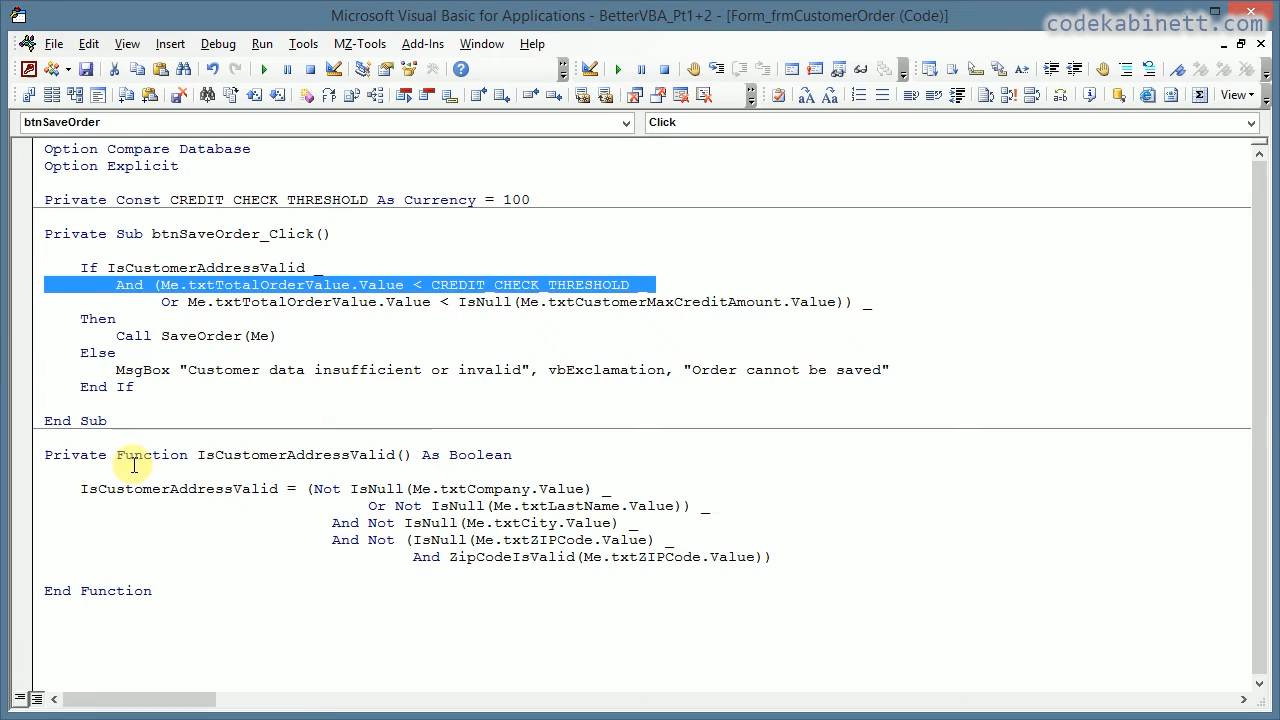 Microsoft Visual Basic for Applications - BetterVBA_Pt1+2 - [Form_frmCustomerOrder (Code)]
codekabinett.com
File Edit View Insert Format Debug Run Tools MZ-Tools Add-Ins Window Help
View
btnSaveOrder Click
Option Compare Database
Option Explicit
Private Const CREDIT_CHECK_THRESHOLD As Currency = 100
Private Sub btnSaveOrder_Click()
If IsCustomerAddressValid _
And (Me.txtTotalOrderValue.Value < CREDIT_CHECK_THRESHOLD _
Or Me.txtTotalOrderValue.Value < IsNull(Me.txtCustomerMaxCreditAmount.Value)) _
Then
Call SaveOrder(Me)
Else
MsgBox "Customer data insufficient or invalid", vbExclamation, "Order cannot be saved"
End If
End Sub
Private Function IsCustomerAddressValid() As Boolean
IsCustomerAddressValid = (Not IsNull(Me.txtCompany.Value) _
Or Not IsNull(Me.txtLastName.Value)) _
And Not IsNull(Me.txtCity.Value) _
And Not (IsNull(Me.txtZIPCode.Value) _
And ZipCodeIsValid(Me.txtZIPCode.Value))
End Function